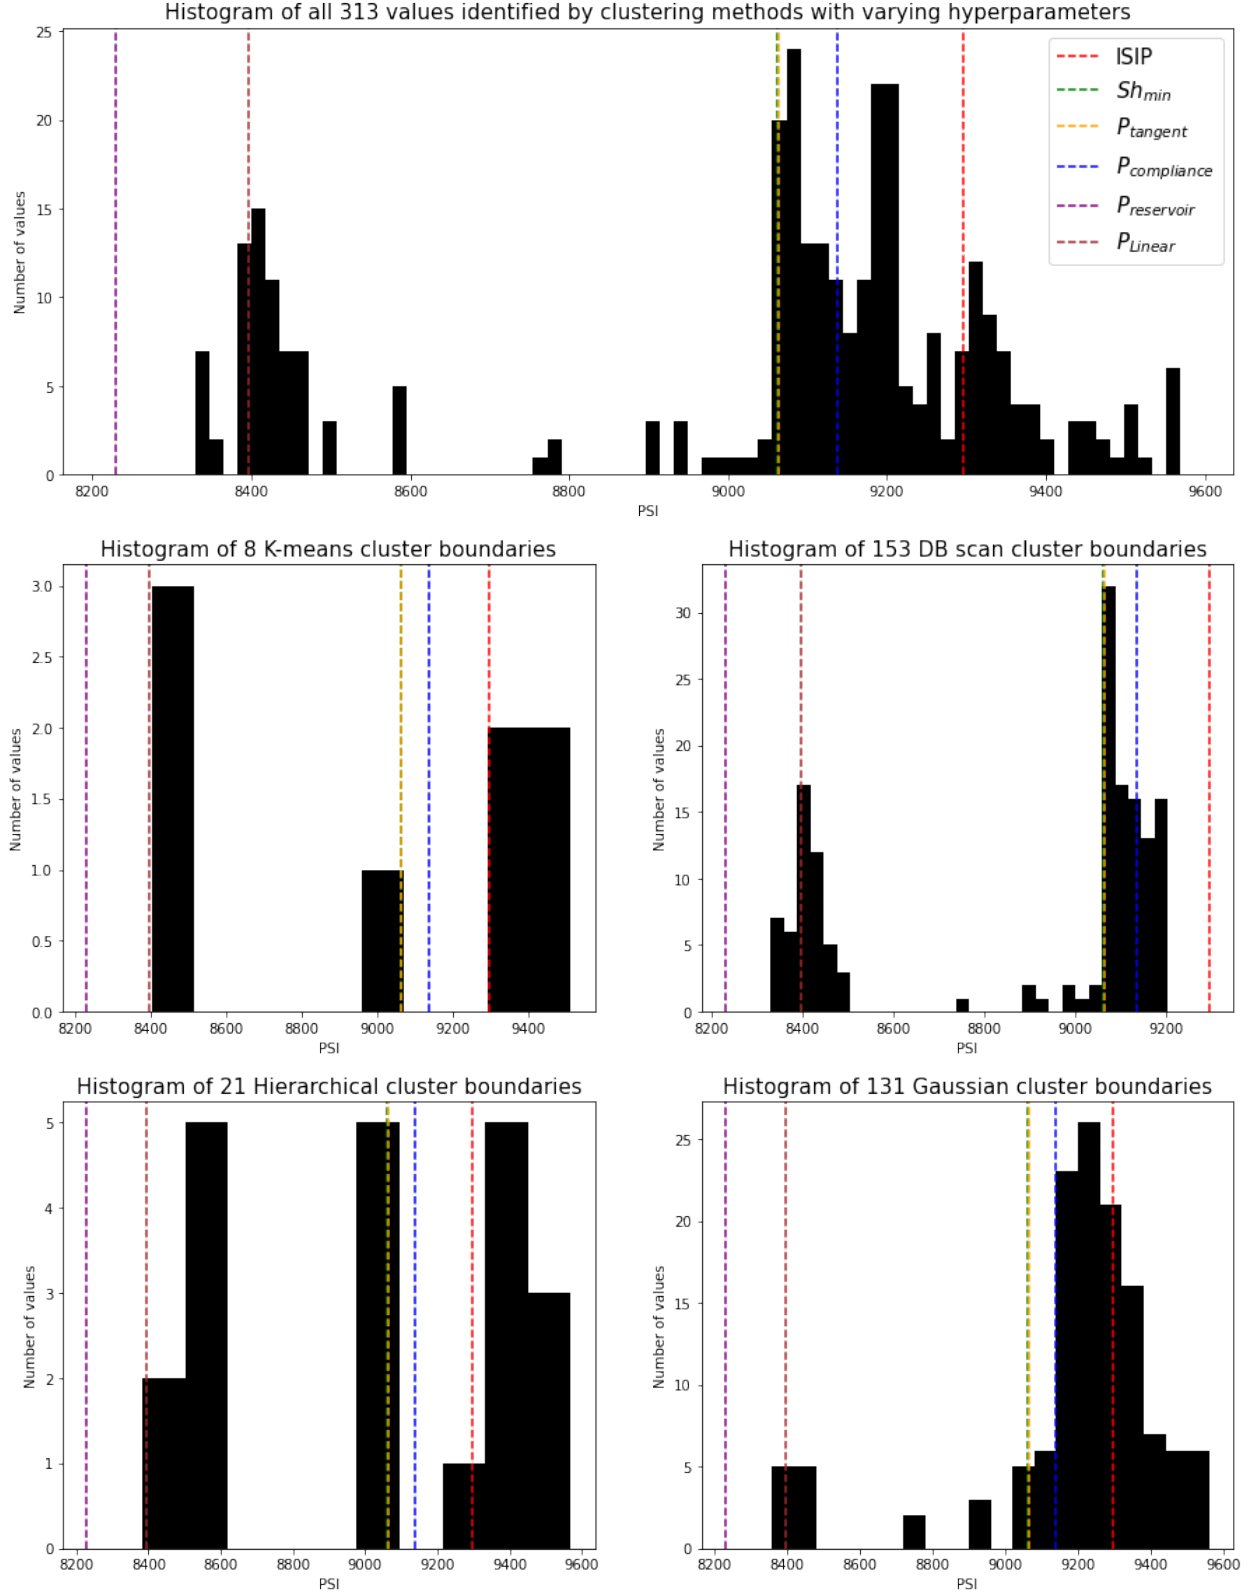 Histogram of all 313 values identified by clustering methods with varying hyperparameters
Number of values
25
20
15
10
5
0
8200 8400 8600 8800 9000 9200 9400 9600
PSI
ISIP
Sh_min
P_tangent
P_compliance
P_reservoir
P_Linear
Histogram of 8 K-means cluster boundaries
Number of values
3.0
2.5
2.0
1.5
1.0
0.5
0.0
8200 8400 8600 8800 9000 9200 9400
PSI
Histogram of 153 DB scan cluster boundaries
Number of values
30
25
20
15
10
5
0
8200 8400 8600 8800 9000 9200
PSI
Histogram of 21 Hierarchical cluster boundaries
Number of values
5
4
3
2
1
0
8200 8400 8600 8800 9000 9200 9400 9600
PSI
Histogram of 131 Gaussian cluster boundaries
Number of values
25
20
15
10
5
0
8200 8400 8600 8800 9000 9200 9400 9600
PSI